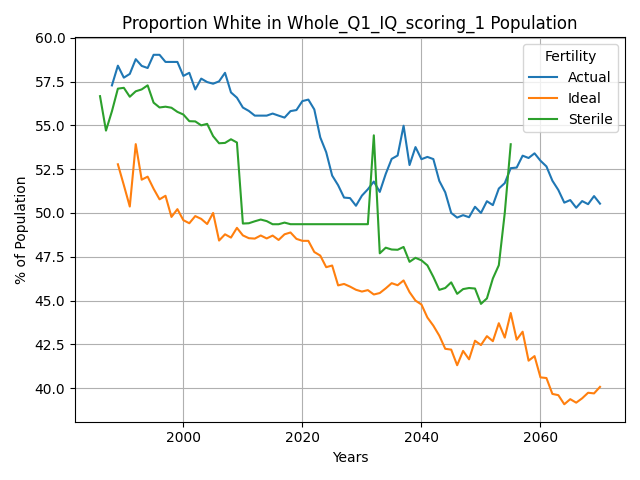 Proportion White in Whole_Q1_IQ_scoring_1 Population
% of Population
60.0
57.5
55.0
52.5
50.0
47.5
45.0
42.5
40.0
Fertility
Actual
Ideal
Sterile
2000
2020
2040
2060
Years